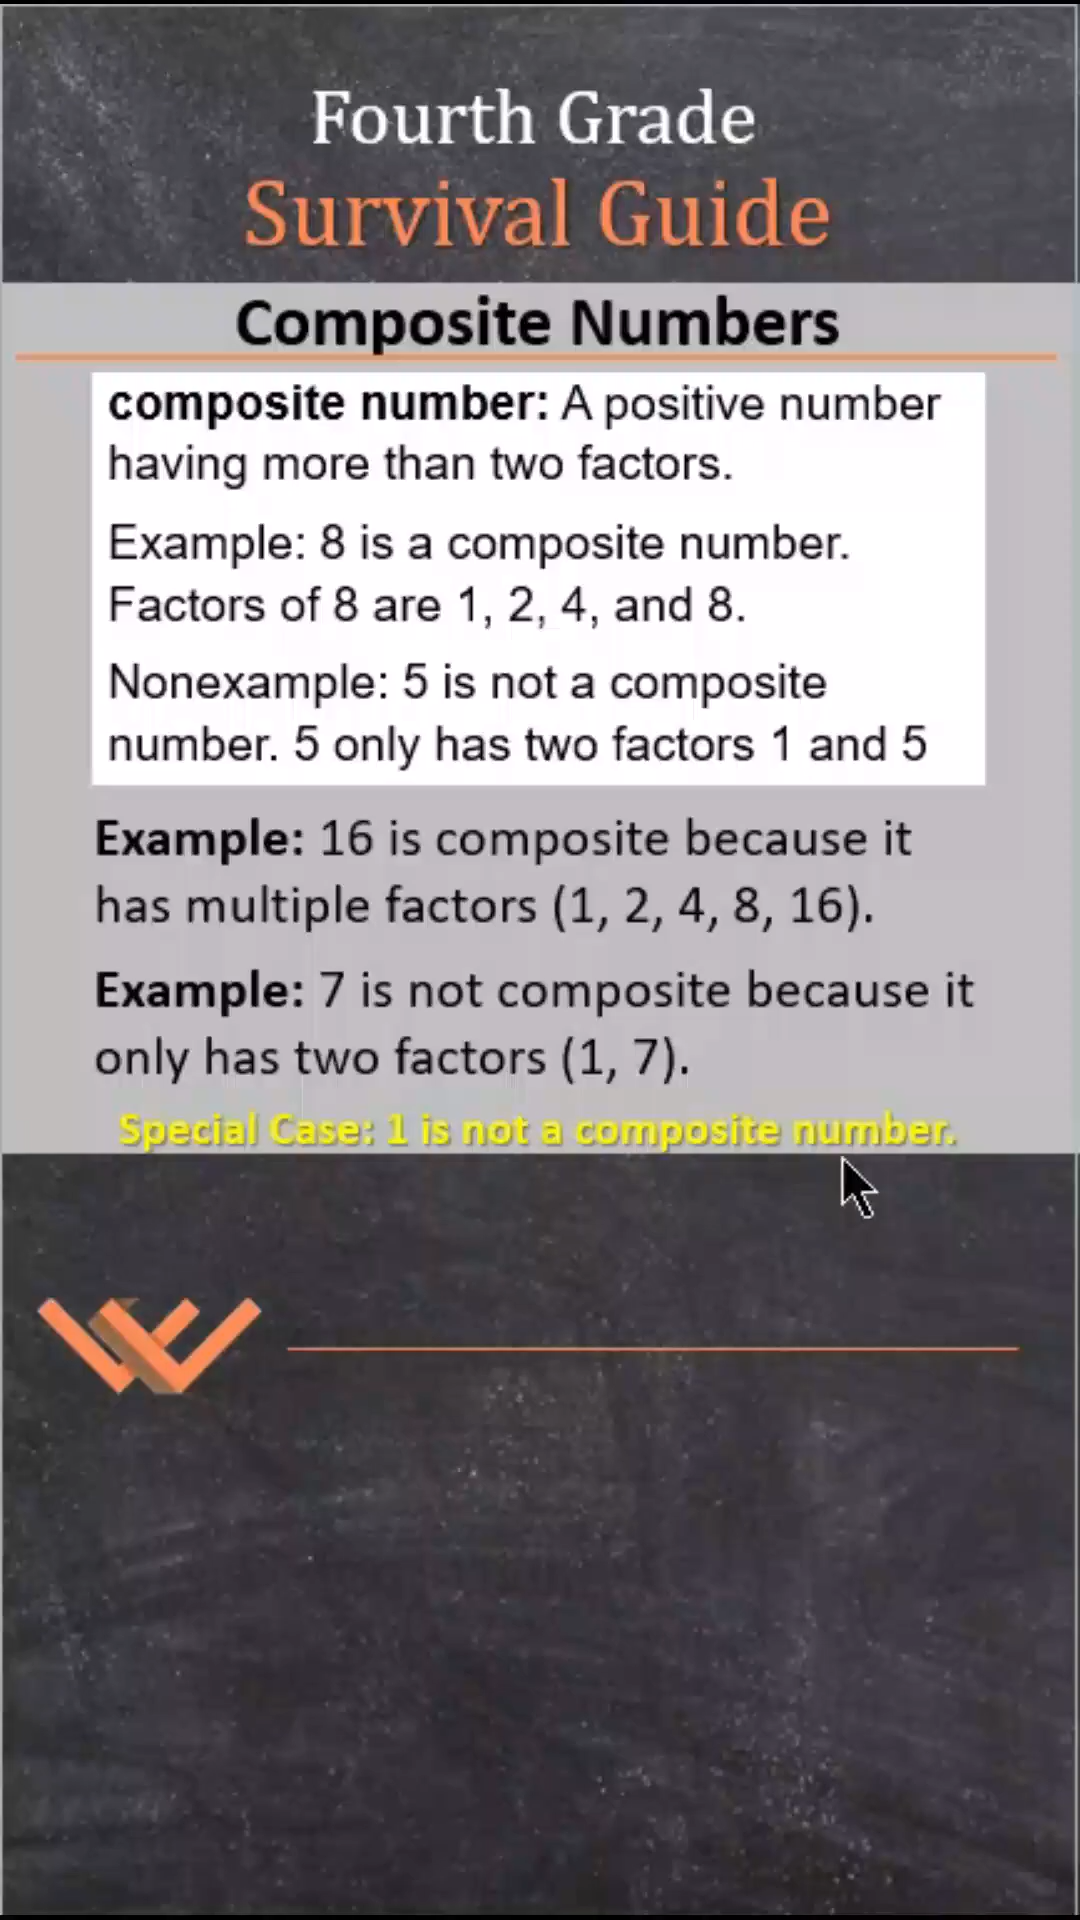 Fourth Grade
Survival Guide
Composite Numbers
composite number: A positive number
having more than two factors.
Example: 8 is a composite number.
Factors of 8 are 1, 2, 4, and 8.
Nonexample: 5 is not a composite
number. 5 only has two factors 1 and 5
Example: 16 is composite because it
has multiple factors (1, 2, 4, 8, 16).
Example: 7 is not composite because it
only has two factors (1, 7).
Special Case: 1 is not a composite number.